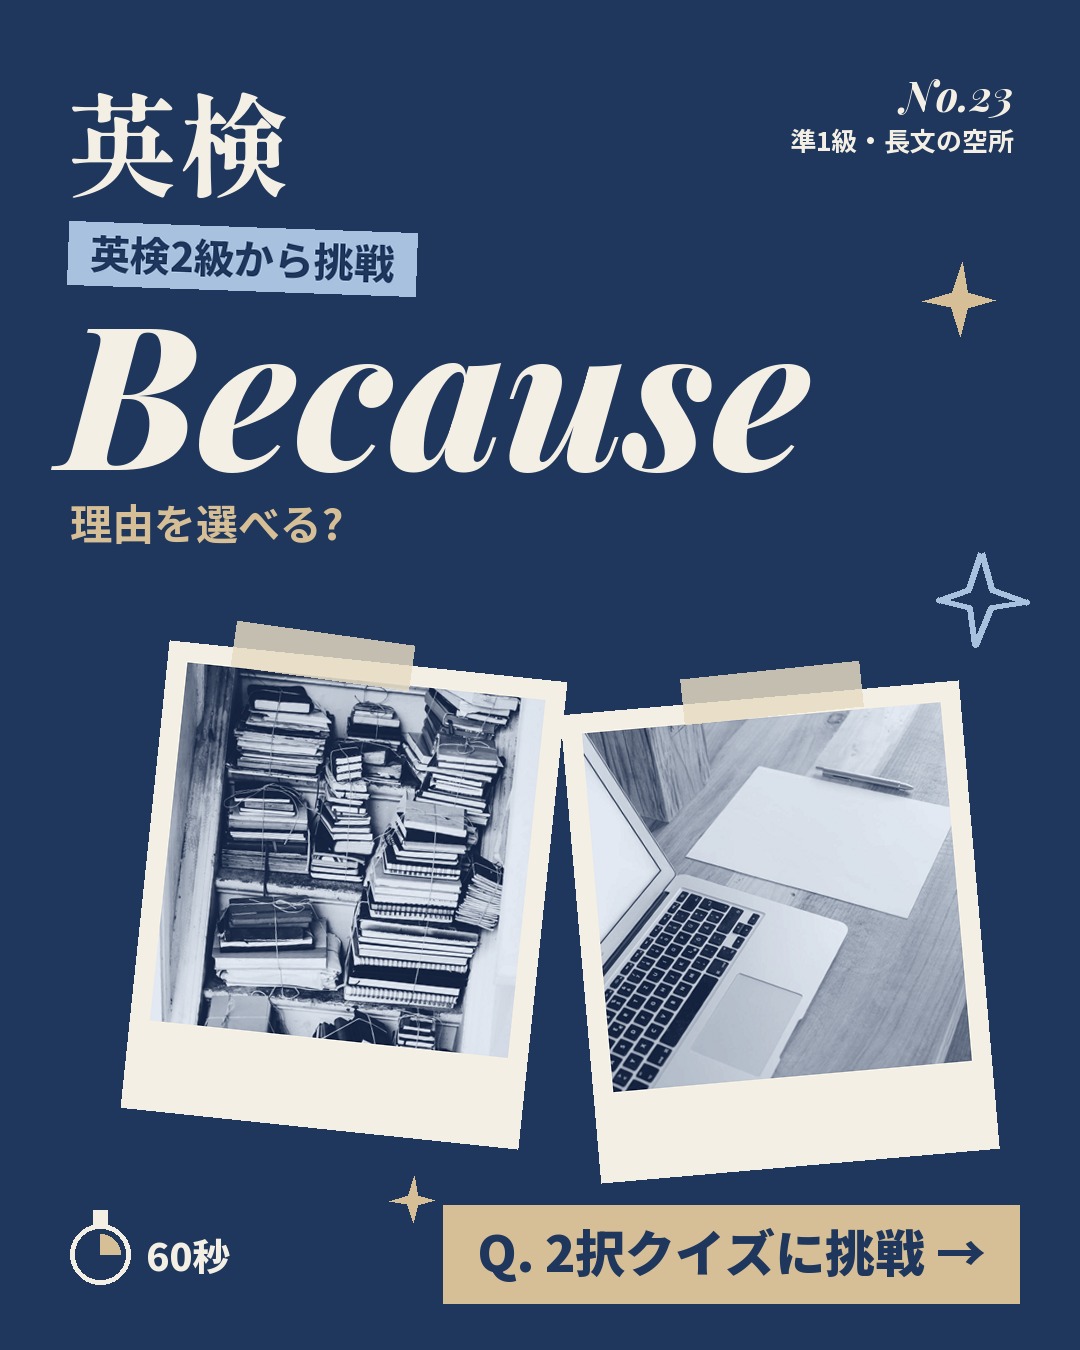 英検
No.23
準1級・長文の空所
英検2級から挑戦
Because
理由を選べる?
60秒
Q. 2択クイズに挑戦→